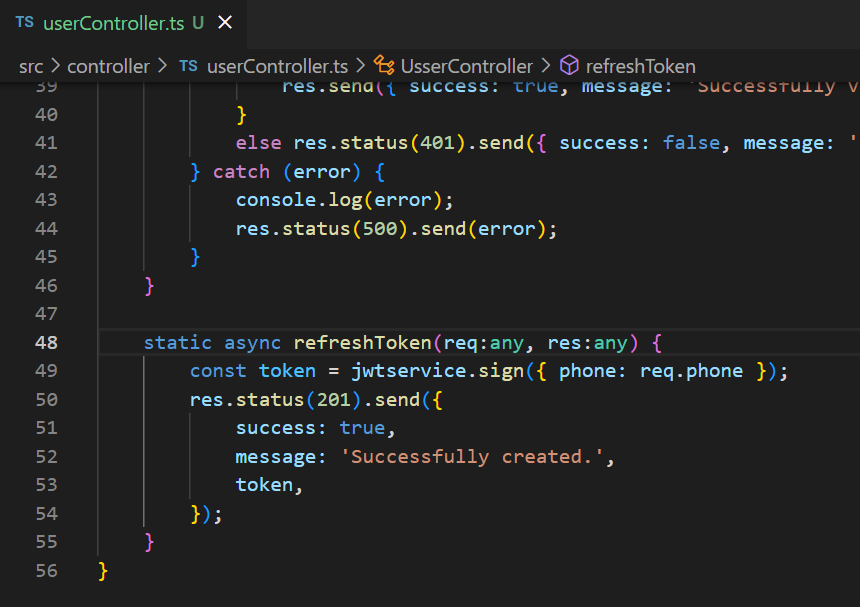 TS userController.ts U ×
src > controller > TS userController.ts > UsserController > refreshToken
39 res.send({ success: true, message: 'Successfully v
40 }
41 else res.status(401).send({ success: false, message: '
42 } catch (error) {
43 console.log(error);
44 res.status(500).send(error);
45 }
46 }
47
48 static async refreshToken(req:any, res:any) {
49 const token = jwtservice.sign({ phone: req.phone });
50 res.status(201).send({
51 success: true,
52 message: 'Successfully created.',
53 token,
54 });
55 }
56 }